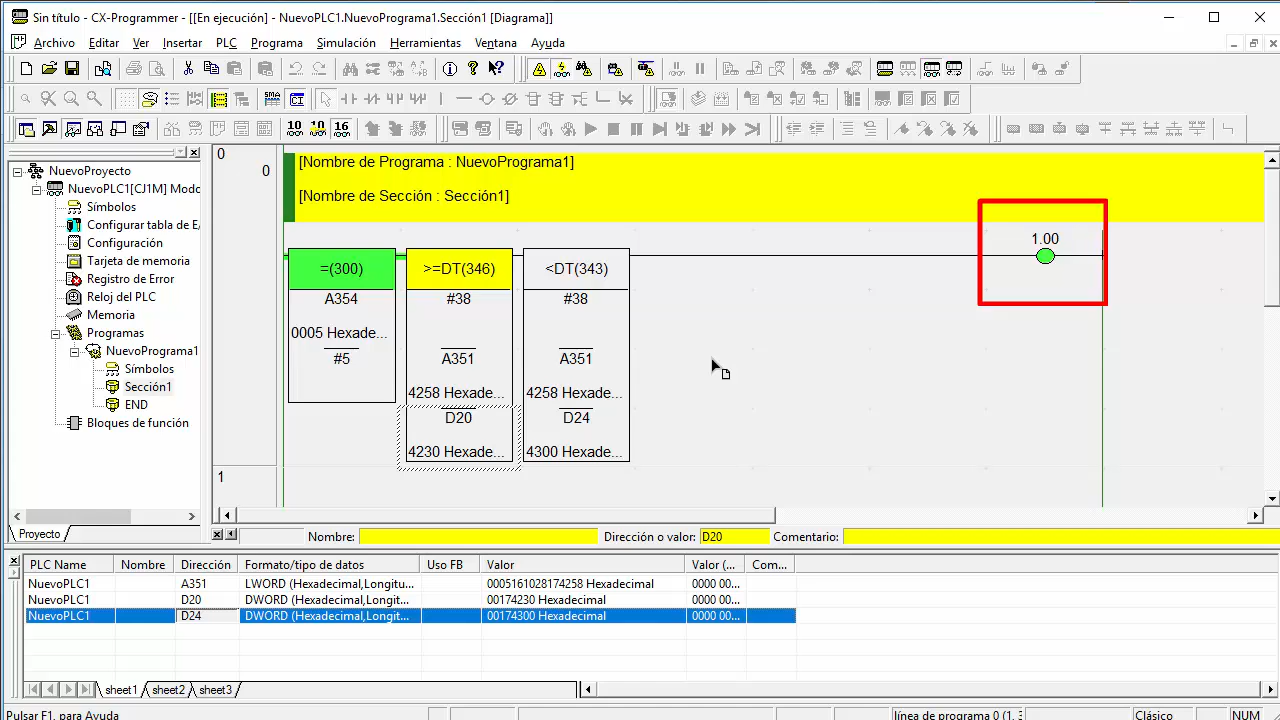 Sin título - CX-Programmer - [[En ejecución] - NuevoPLC1.NuevoPrograma1.Sección1 [Diagrama]]
Archivo Editar Ver Insertar PLC Programa Simulación Herramientas Ventana Ayuda
10 10 16
NuevoProyecto
NuevoPLC1[CJ1M] Modo
Símbolos
Configurar tabla de E/
Configuración
Tarjeta de memoria
Registro de Error
Reloj del PLC
Memoria
Programas
NuevoPrograma1
Símbolos
Sección1
END
Bloques de función
Proyecto
0
0
[Nombre de Programa : NuevoPrograma1]
[Nombre de Sección : Sección1]
1.00
=(300) >=DT(346) <DT(343)
A354 #38 #38
0005 Hexade...
#5 A351 A351
4258 Hexade... 4258 Hexade...
D20 D24
4230 Hexade... 4300 Hexade...
1
Nombre: Dirección o valor: D20 Comentario:
PLC Name Nombre Dirección Formato/tipo de datos Uso FB Valor Valor (... Com...
NuevoPLC1 A351 LWORD (Hexadecimal,Longitu... 0005161028174258 Hexadecimal 0000 00...
NuevoPLC1 D20 DWORD (Hexadecimal,Longit... 00174230 Hexadecimal 0000 00...
NuevoPLC1 D24 DWORD (Hexadecimal,Longit... 00174300 Hexadecimal 0000 00...
sheet1 sheet2 sheet3
Pulsar F1, para Ayuda línea de programa 0 (1, 3 Clásico NUM